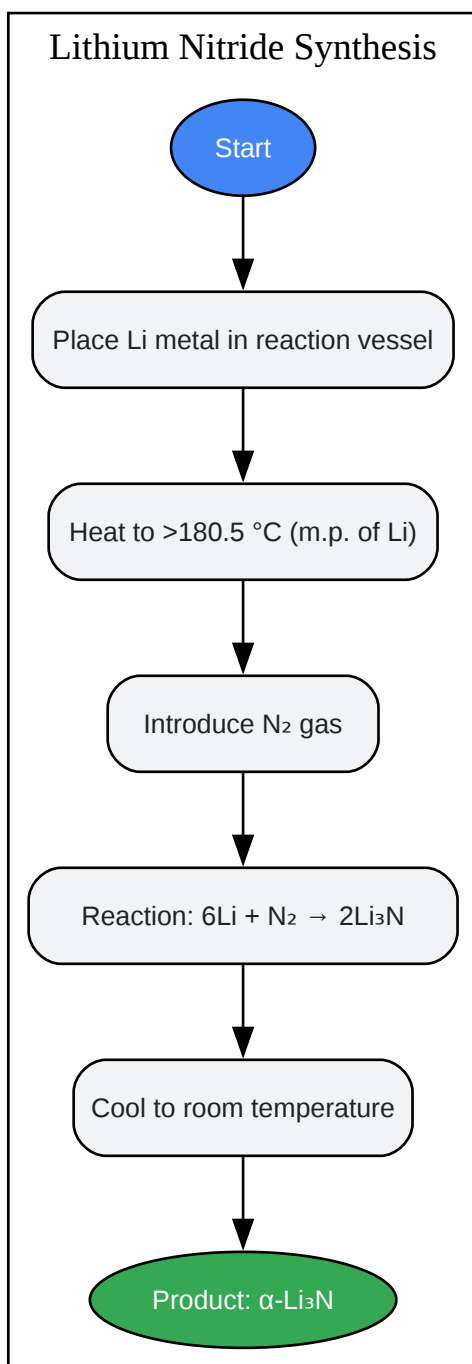 Lithium Nitride Synthesis
Start
Place Li metal in reaction vessel
Heat to >180.5 °C (m.p. of Li)
Introduce N₂ gas
Reaction: 6Li + N₂ → 2Li₃N
Cool to room temperature
Product: α-Li₃N